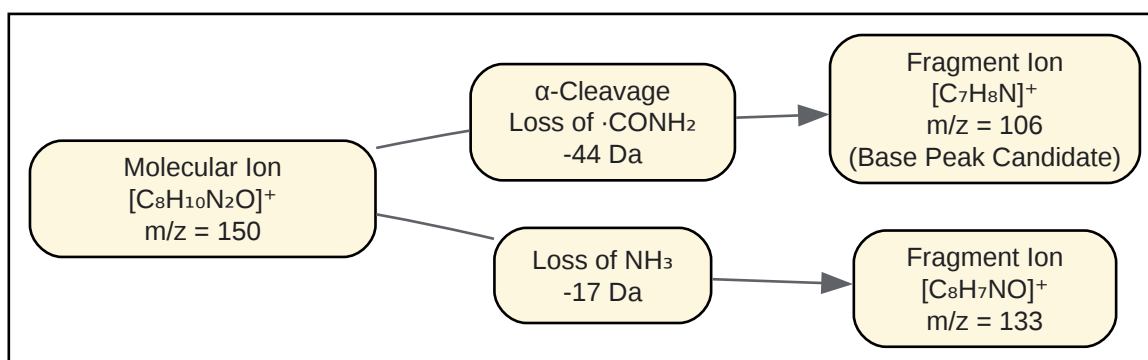 Molecular Ion
[C₈H₁₀N₂O]⁺
m/z = 150
α-Cleavage
Loss of ·CONH₂
-44 Da
Fragment Ion
[C₇H₈N]⁺
m/z = 106
(Base Peak Candidate)
Loss of NH₃
-17 Da
Fragment Ion
[C₈H₇NO]⁺
m/z = 133